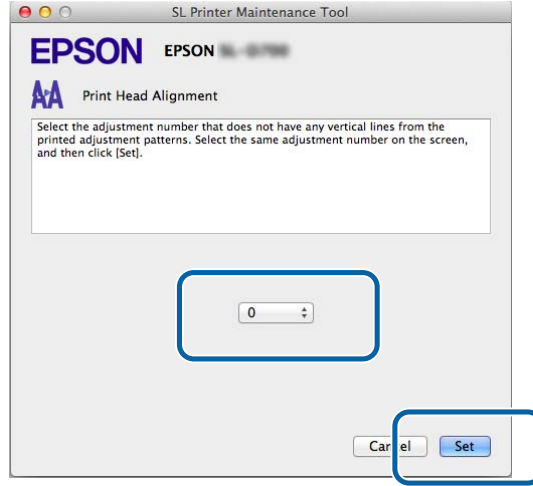 SL Printer Maintenance Tool
EPSON EPSON
Print Head Alignment
Select the adjustment number that does not have any vertical lines from the
printed adjustment patterns. Select the same adjustment number on the screen,
and then click [Set].
0
Cancel Set